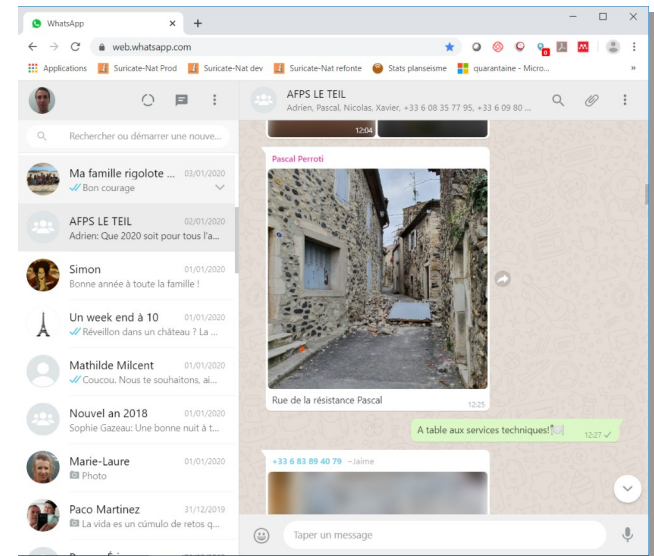 WhatsApp
web.whatsapp.com
Applications Suricate-Nat Prod Suricate-Nat dev Suricate-Nat refonte Stats planseisme quarantaine - Micro... »
AFPS LE TEIL
Adrien, Pascal, Nicolas, Xavier, +33 6 08 35 77 95, +33 6 09 80 ...
Rechercher ou démarrer une nouve...
Ma famille rigolote ... 03/01/2020
Bon courage
AFPS LE TEIL 02/01/2020
Adrien: Que 2020 soit pour tous l'a...
Simon 01/01/2020
Bonne année à toute la famille !
Un week end à 10 01/01/2020
Réveillon dans un château ? La ...
Mathilde Milcent 01/01/2020
Coucou. Nous te souhaitons, ai...
Nouvel an 2018 01/01/2020
Sophie Gazeau: Une bonne nuit à t...
Marie-Laure 01/01/2020
Photo
Paco Martinez 31/12/2019
La vida es un cúmulo de retos q...
12:04
Pascal Perroti
Rue de la résistance Pascal
12:25
A table aux services techniques!
12:27
+33 6 83 89 40 79 ~Jaime
Taper un message